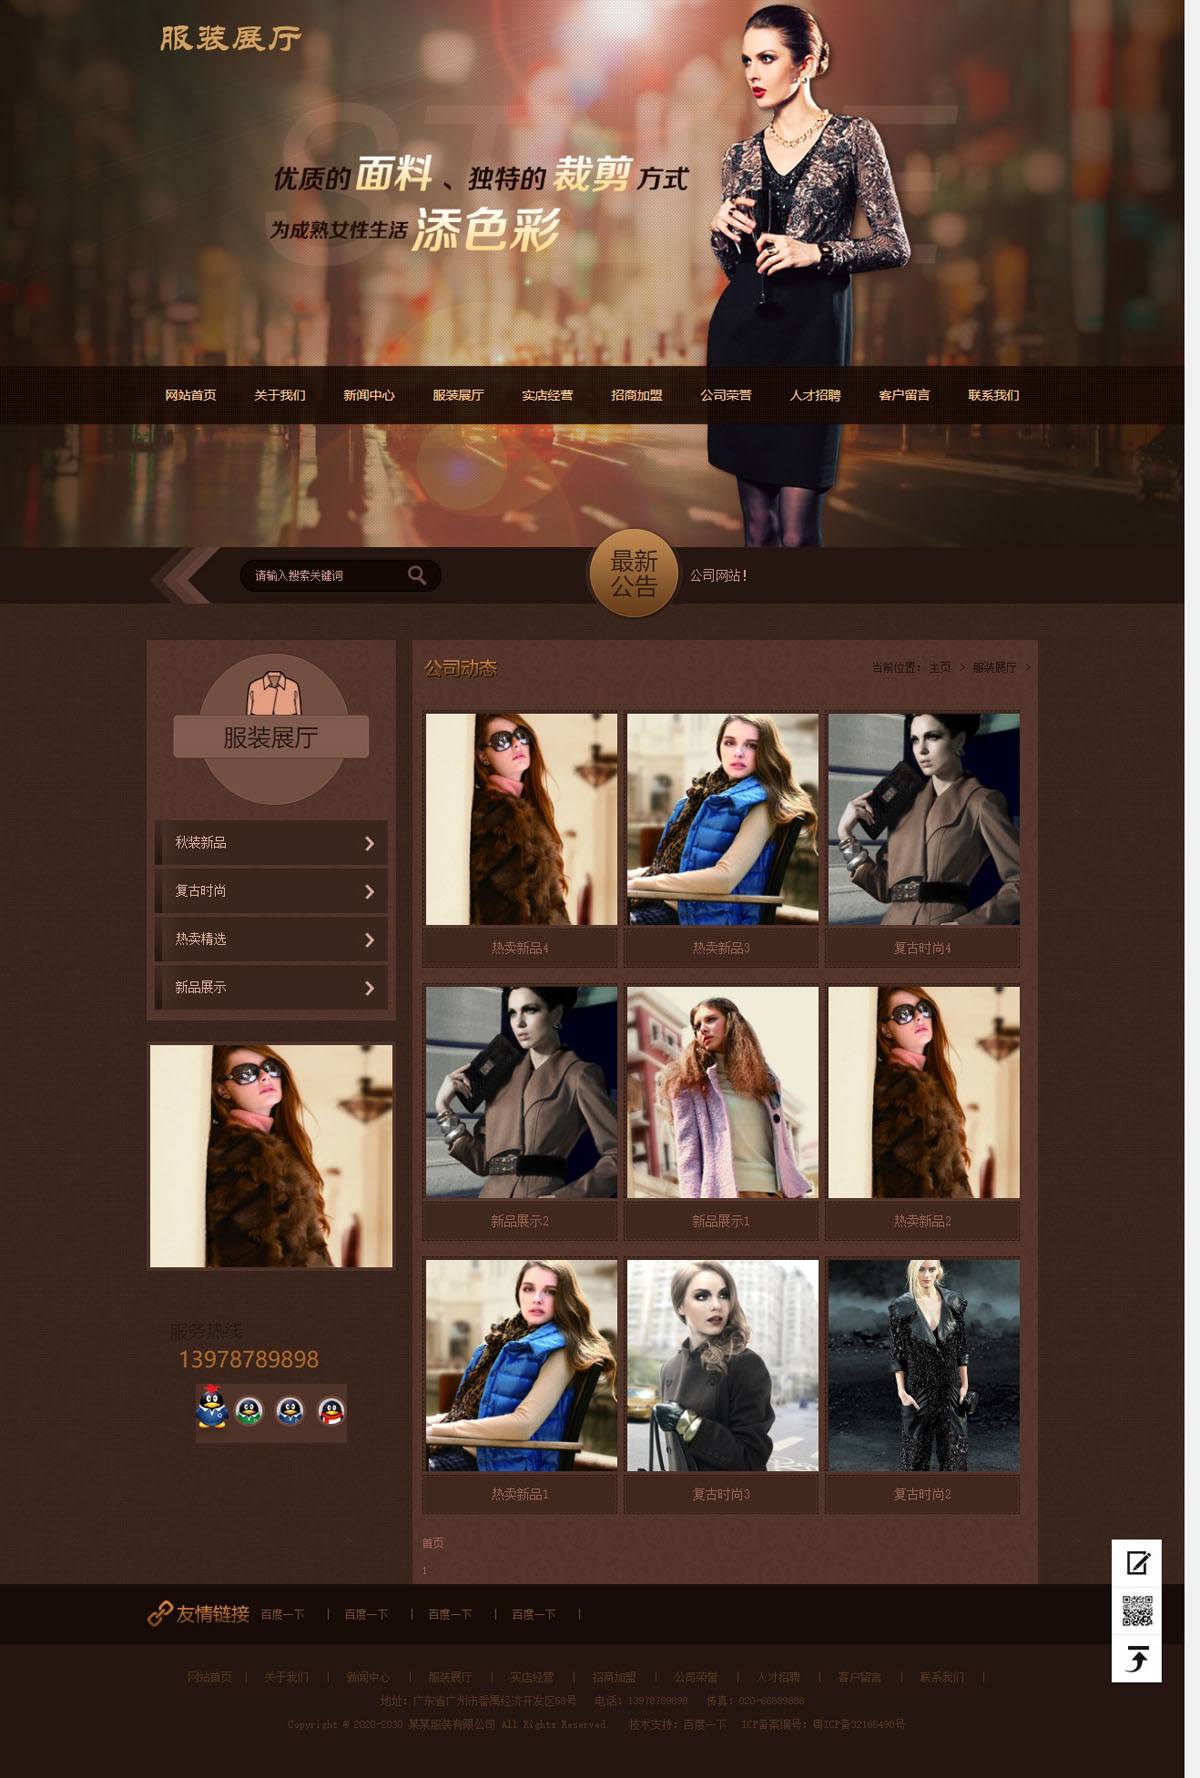 服装展厅
STYLE
优质的面料、独特的裁剪方式
为成熟女性生活添色彩
网站首页 关于我们 新闻中心 服装展厅 实店经营 招商加盟 公司荣誉 人才招聘 客户留言 联系我们
请输入搜索关键词
最新
公告
公司网站!
服装展厅
秋装新品
复古时尚
热卖精选
新品展示
服务热线
13978789898
公司动态
当前位置: 主页 > 服装展厅 >
热卖新品4 热卖新品3 复古时尚4
新品展示2 新品展示1 热卖新品2
热卖新品1 复古时尚3 复古时尚2
首页
1
友情链接 百度一下 | 百度一下 | 百度一下 | 百度一下 |
网站首页 | 关于我们 | 新闻中心 | 服装展厅 | 实店经营 | 招商加盟 | 公司荣誉 | 人才招聘 | 客户留言 | 联系我们 |
地址: 广东省广州市番禺经济开发区58号 电话: 13978789898 传真: 020-66889888
Copyright © 2020-2030 某某服装有限公司 All Rights Reserved. 技术支持: 百度一下 ICP备案编号: 粤ICP备32165498号